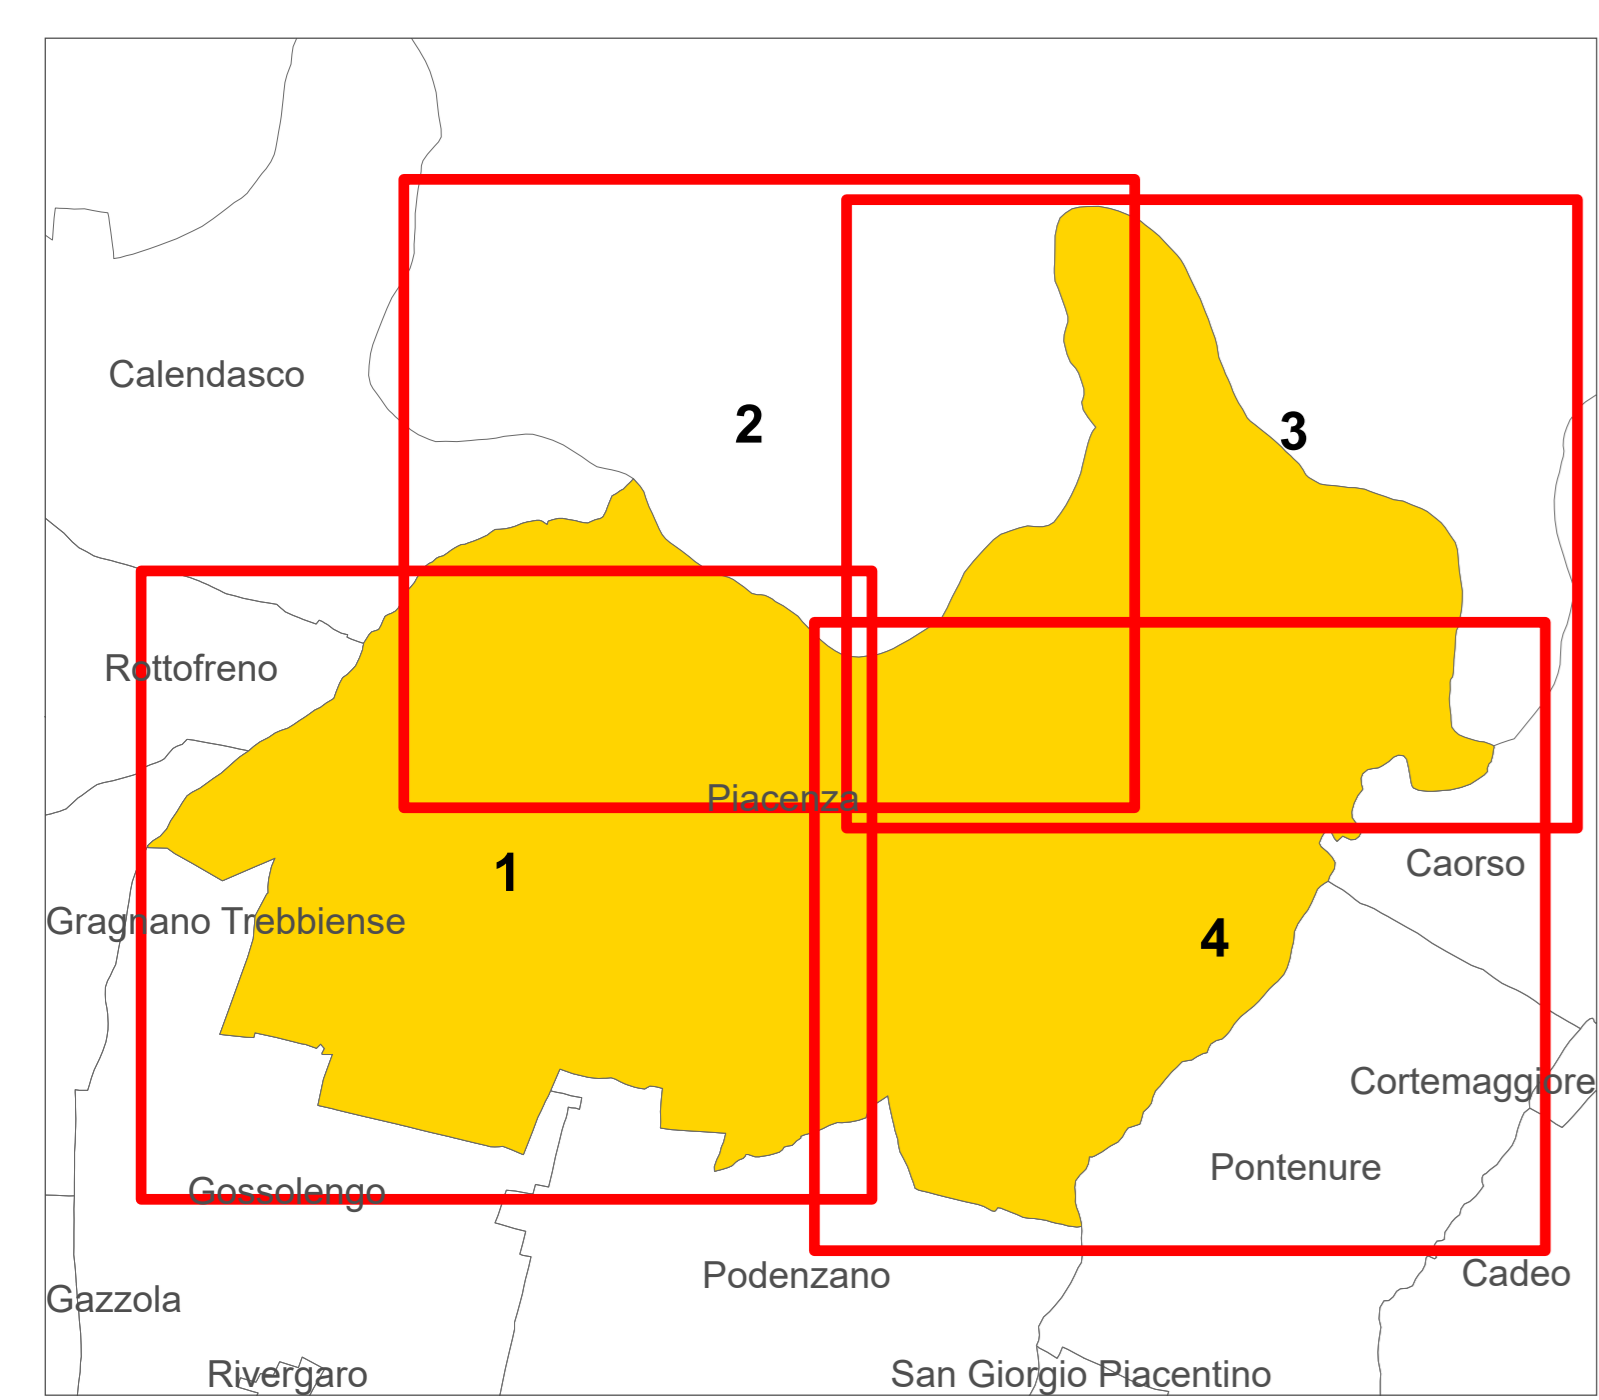 Calendasco
2
3
Rottofreno
Piacenza
1
Caorso
Gragnano Trebbiense
4
Cortemaggiore
Pontenure
Gossolengo
Podenzano
Cadeo
Gazzola
Rivergaro
San Giorgio Piacentino